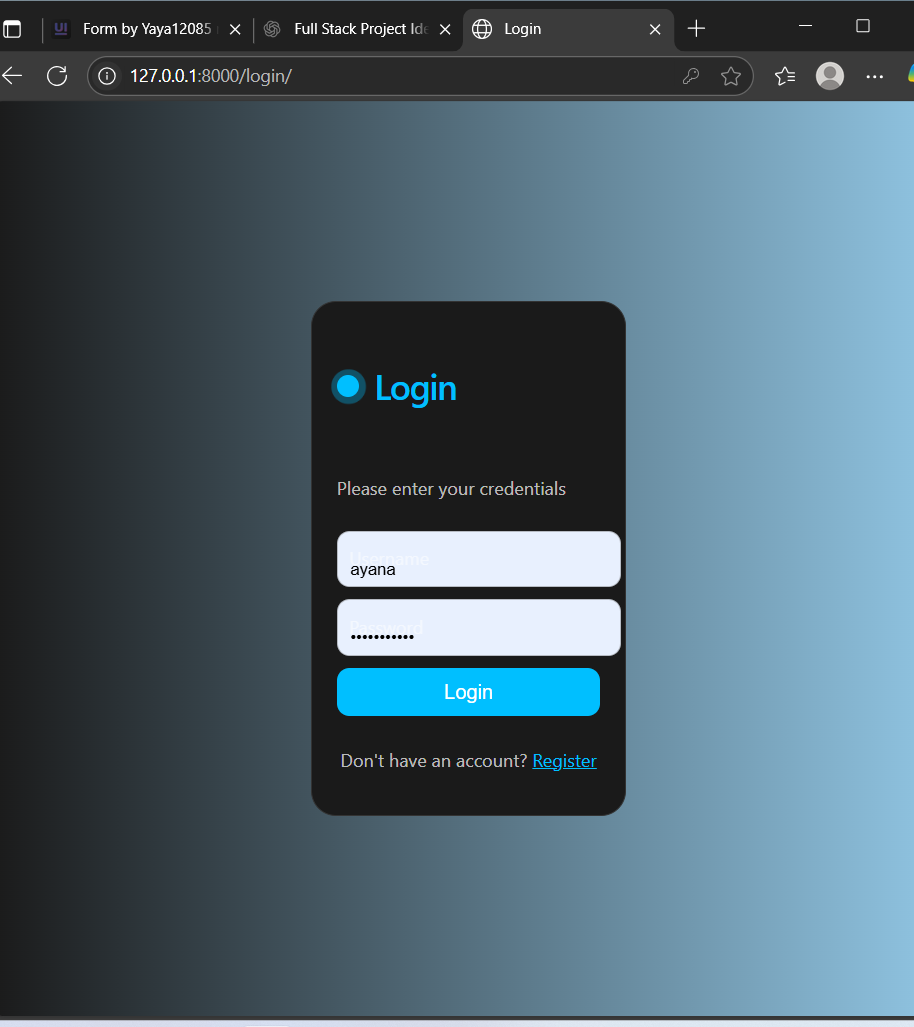 UI Form by Yaya12085 Full Stack Project Ide Login
127.0.0.1:8000/login/
Login
Please enter your credentials
Username
ayana
Password
•••••••••••
Login
Don't have an account? Register